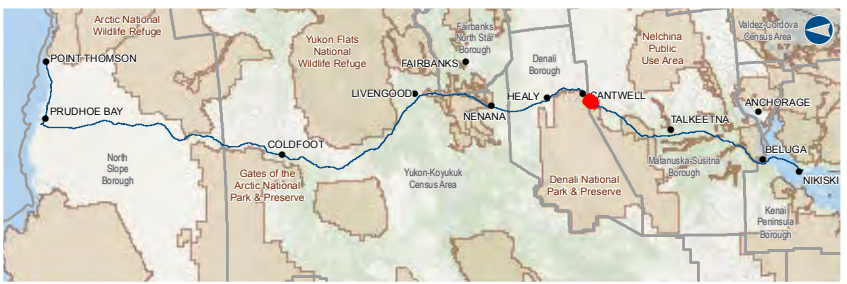 Arctic National
Wildlife Refuge
POINT THOMSON
PRUDHOE BAY
North
Slope
Borough
COLDFOOT
Gates of the
Arctic National
Park & Preserve
Yukon Flats
National
Wildlife Refuge
LIVENGOOD
FAIRBANKS
Fairbanks
North Star
Borough
NENANA
Yukon-Koyukuk
Census Area
Denali
Borough
HEALY
CANTWELL
Denali National
Park & Preserve
Nelchina
Public
Use Area
TALKEETNA
Matanuska-Susitna
Borough
Valdez-Cordova
Census Area
ANCHORAGE
BELUGA
NIKISKI
Kenai
Peninsula
Borough